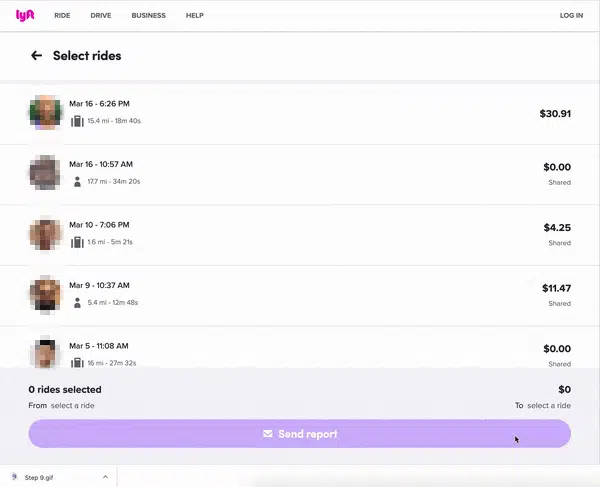 lyft RIDE DRIVE BUSINESS HELP LOG IN
Select rides
Mar 16 - 6:26 PM
15.4 mi - 18m 40s
$30.91
Mar 16 - 10:57 AM
17.7 mi - 34m 20s
$0.00
Shared
Mar 10 - 7:06 PM
1.6 mi - 5m 21s
$4.25
Shared
Mar 9 - 10:37 AM
5.4 mi - 12m 48s
$11.47
Shared
Mar 5 - 11:08 AM
16 mi - 27m 32s
$0.00
Shared
0 rides selected $0
From select a ride To select a ride
Send report
9 Step 9.gif